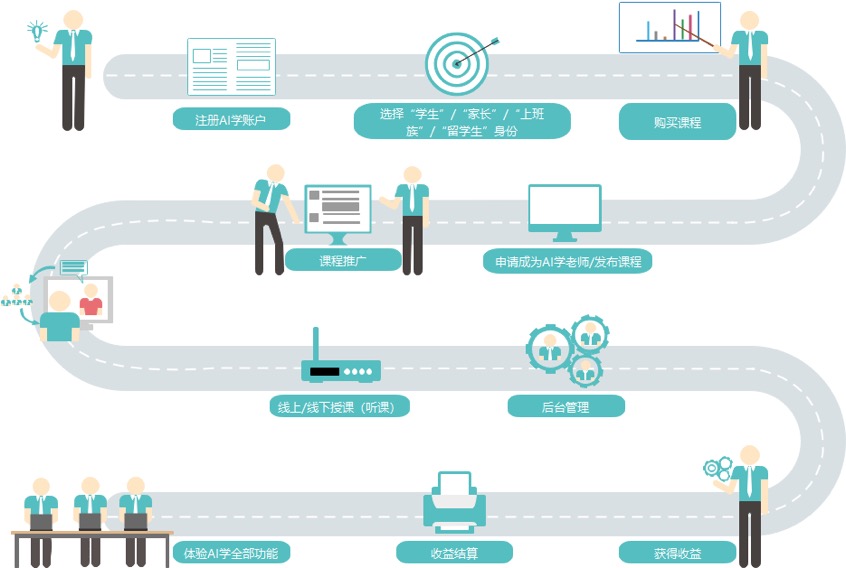 注册AI学账户
选择“学生”/“家长”/“上班
族”/“留学生”身份
购买课程
课程推广
申请成为AI学老师/发布课程
线上/线下授课（听课）
后台管理
体验AI学全部功能
收益结算
获得收益